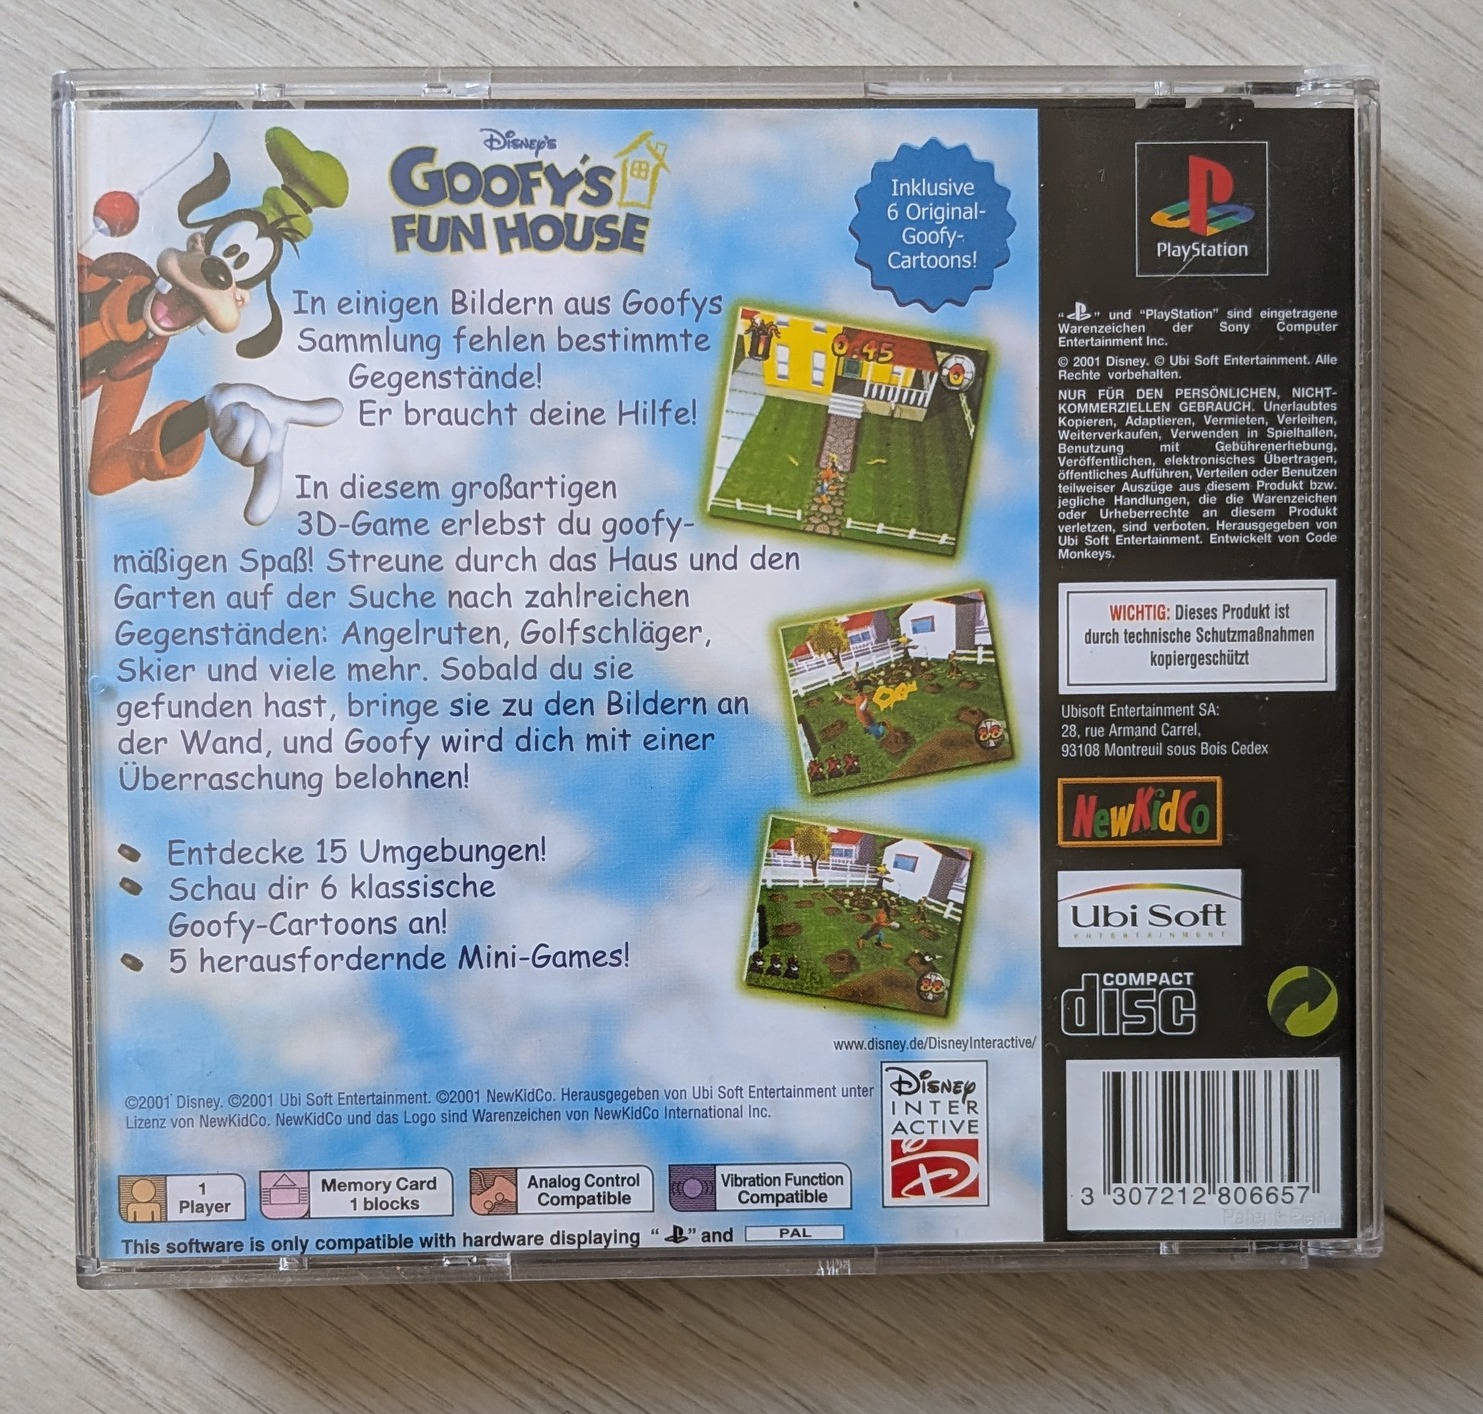 Disney's
GOOFY'S
FUN HOUSE
Inklusive
6 Original-
Goofy-
Cartoons!
In einigen Bildern aus Goofys
Sammlung fehlen bestimmte
Gegenstände!
Er braucht deine Hilfe!
In diesem großartigen
3D-Game erlebst du goofy-
mäßigen Spaß! Streune durch das Haus und den
Garten auf der Suche nach zahlreichen
Gegenständen: Angelruten, Golfschläger,
Skier und viele mehr. Sobald du sie
gefunden hast, bringe sie zu den Bildern an
der Wand, und Goofy wird dich mit einer
Überraschung belohnen!
Entdecke 15 Umgebungen!
Schau dir 6 klassische
Goofy-Cartoons an!
5 herausfordernde Mini-Games!
0:45
www.disney.de/DisneyInteractive/
©2001 Disney. ©2001 Ubi Soft Entertainment. ©2001 NewKidCo. Herausgegeben von Ubi Soft Entertainment unter
Lizenz von NewKidCo. NewKidCo und das Logo sind Warenzeichen von NewKidCo International Inc.
Disney
INTER
ACTIVE
1
Player
Memory Card
1 blocks
Analog Control
Compatible
Vibration Function
Compatible
This software is only compatible with hardware displaying " " and PAL
PlayStation
" " und "PlayStation" sind eingetragene
Warenzeichen der Sony Computer
Entertainment Inc.
© 2001 Disney. © Ubi Soft Entertainment. Alle
Rechte vorbehalten.
NUR FÜR DEN PERSÖNLICHEN, NICHT-
KOMMERZIELLEN GEBRAUCH. Unerlaubtes
Kopieren, Adaptieren, Vermieten, Verleihen,
Weiterverkaufen, Verwenden in Spielhallen,
Benutzung mit Gebührenerhebung,
Veröffentlichen, elektronisches Übertragen,
öffentliches Aufführen, Verteilen oder Benutzen
teilweiser Auszüge aus diesem Produkt bzw.
jegliche Handlungen, die die Warenzeichen
oder Urheberrechte an diesem Produkt
verletzen, sind verboten. Herausgegeben von
Ubi Soft Entertainment. Entwickelt von Code
Monkeys.
WICHTIG: Dieses Produkt ist
durch technische Schutzmaßnahmen
kopiergeschützt
Ubisoft Entertainment SA:
28, rue Armand Carrel,
93108 Montreuil sous Bois Cedex
NewKidCo
Ubi Soft
ENTERTAINMENT
COMPACT
disc
3 307212 806657